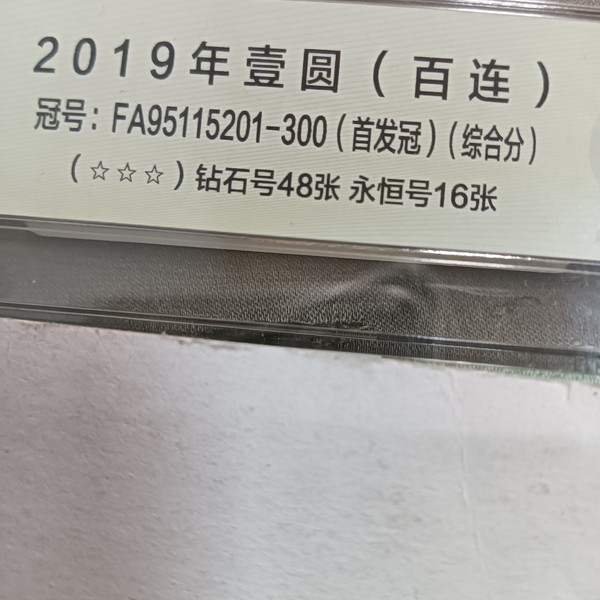 2019年壹圆（百连）
冠号：FA95115201-300（首发冠）（综合分）
（☆☆☆）钻石号48张 永恒号16张